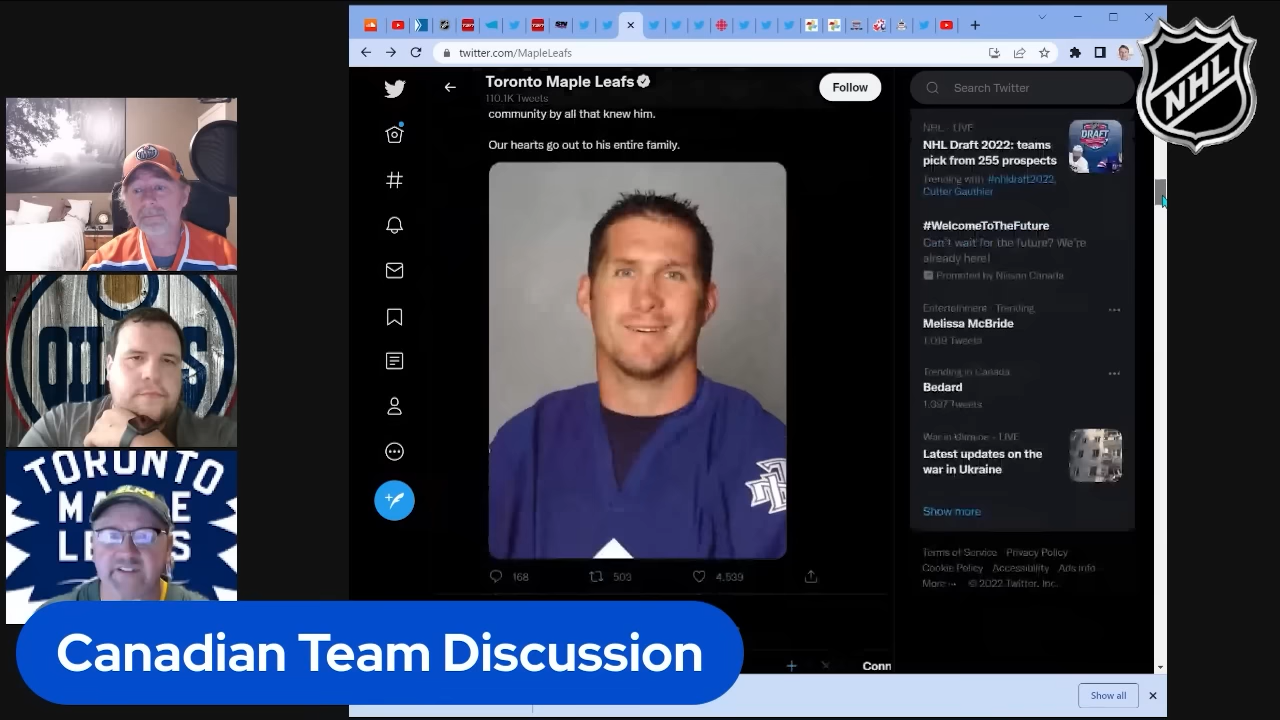 twitter.com/MapleLeafs
NHL
Toronto Maple Leafs
110.1K Tweets
Follow
Search Twitter
community by all that knew him.
Our hearts go out to his entire family.
NHL · LIVE
NHL Draft 2022: teams
pick from 255 prospects
Trending with #nhldraft2022,
Cutter Gauthier
DRAFT
#WelcomeToTheFuture
Can't wait for the future? We're
already here!
Promoted by Nissan Canada
Entertainment · Trending
Melissa McBride
1,019 Tweets
Trending in Canada
Bedard
1,097 Tweets
War in Ukraine · LIVE
Latest updates on the
war in Ukraine
Show more
Terms of Service Privacy Policy
Cookie Policy Accessibility Ads info
More ··· © 2022 Twitter, Inc.
168 503 4,539
OILERS
TORONTO
MAPLE
LEAFS
Canadian Team Discussion
Conn
Show all